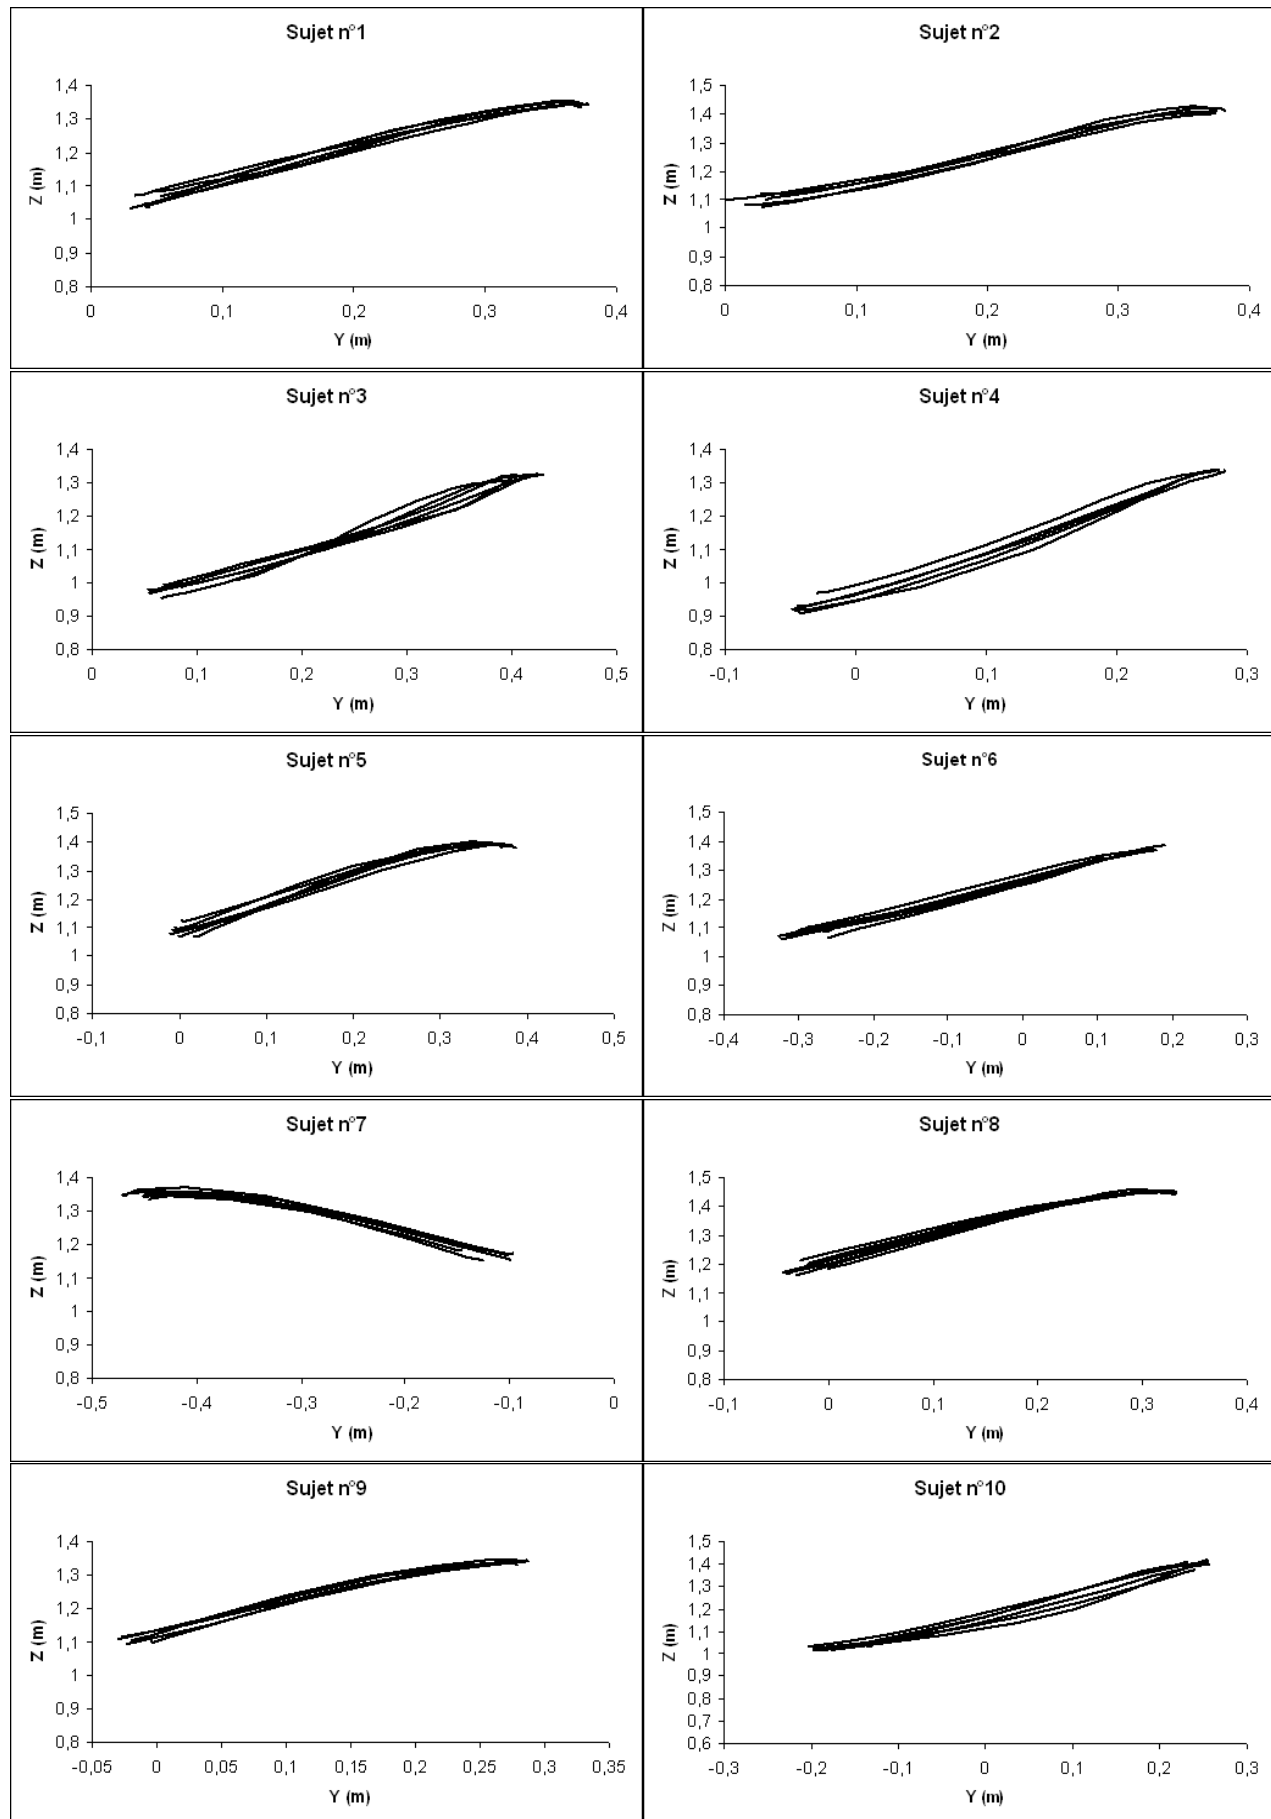 Sujet n°1
1,4
1,3
1,2
1,1
1
0,9
0,8
Z (m)
0 0,1 0,2 0,3 0,4
Y (m)
Sujet n°2
1,5
1,4
1,3
1,2
1,1
1
0,9
0,8
Z (m)
0 0,1 0,2 0,3 0,4
Y (m)
Sujet n°3
1,4
1,3
1,2
1,1
1
0,9
0,8
Z (m)
0 0,1 0,2 0,3 0,4 0,5
Y (m)
Sujet n°4
1,4
1,3
1,2
1,1
1
0,9
0,8
Z (m)
-0,1 0 0,1 0,2 0,3
Y (m)
Sujet n°5
1,5
1,4
1,3
1,2
1,1
1
0,9
0,8
Z (m)
-0,1 0 0,1 0,2 0,3 0,4 0,5
Y (m)
Sujet n°6
1,5
1,4
1,3
1,2
1,1
1
0,9
0,8
Z (m)
-0,4 -0,3 -0,2 -0,1 0 0,1 0,2 0,3
Y (m)
Sujet n°7
1,4
1,3
1,2
1,1
1
0,9
0,8
Z (m)
-0,5 -0,4 -0,3 -0,2 -0,1 0
Y (m)
Sujet n°8
1,5
1,4
1,3
1,2
1,1
1
0,9
0,8
Z (m)
-0,1 0 0,1 0,2 0,3 0,4
Y (m)
Sujet n°9
1,4
1,3
1,2
1,1
1
0,9
0,8
Z (m)
-0,05 0 0,05 0,1 0,15 0,2 0,25 0,3 0,35
Y (m)
Sujet n°10
1,5
1,4
1,3
1,2
1,1
1
0,9
0,8
0,7
0,6
Z (m)
-0,3 -0,2 -0,1 0 0,1 0,2 0,3
Y (m)